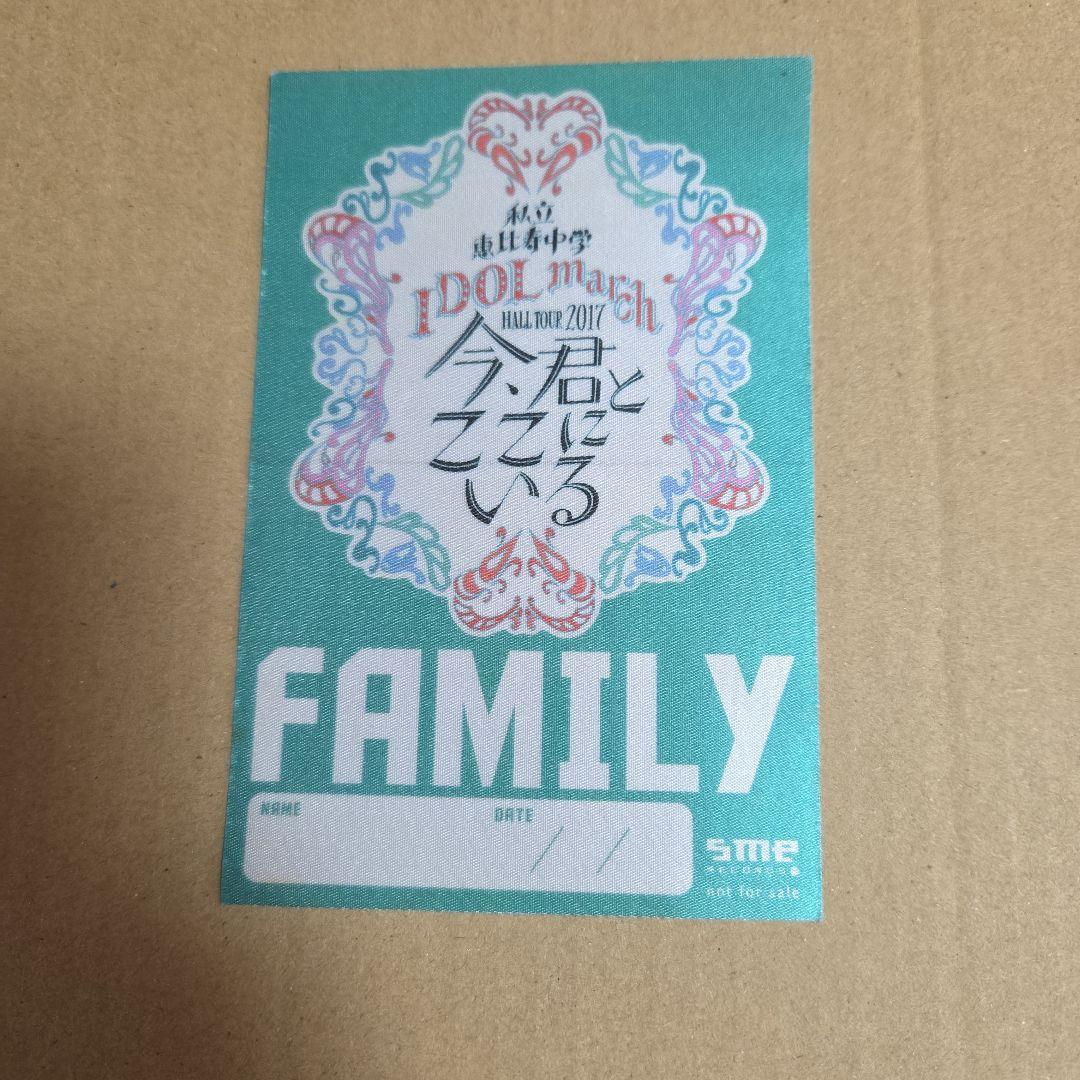 私立
恵比寿中学
IDOL march
HALL TOUR 2017
今、君と
ここに
いる
FAMILY
NAME DATE / /
sme
RECORDS
not for sale